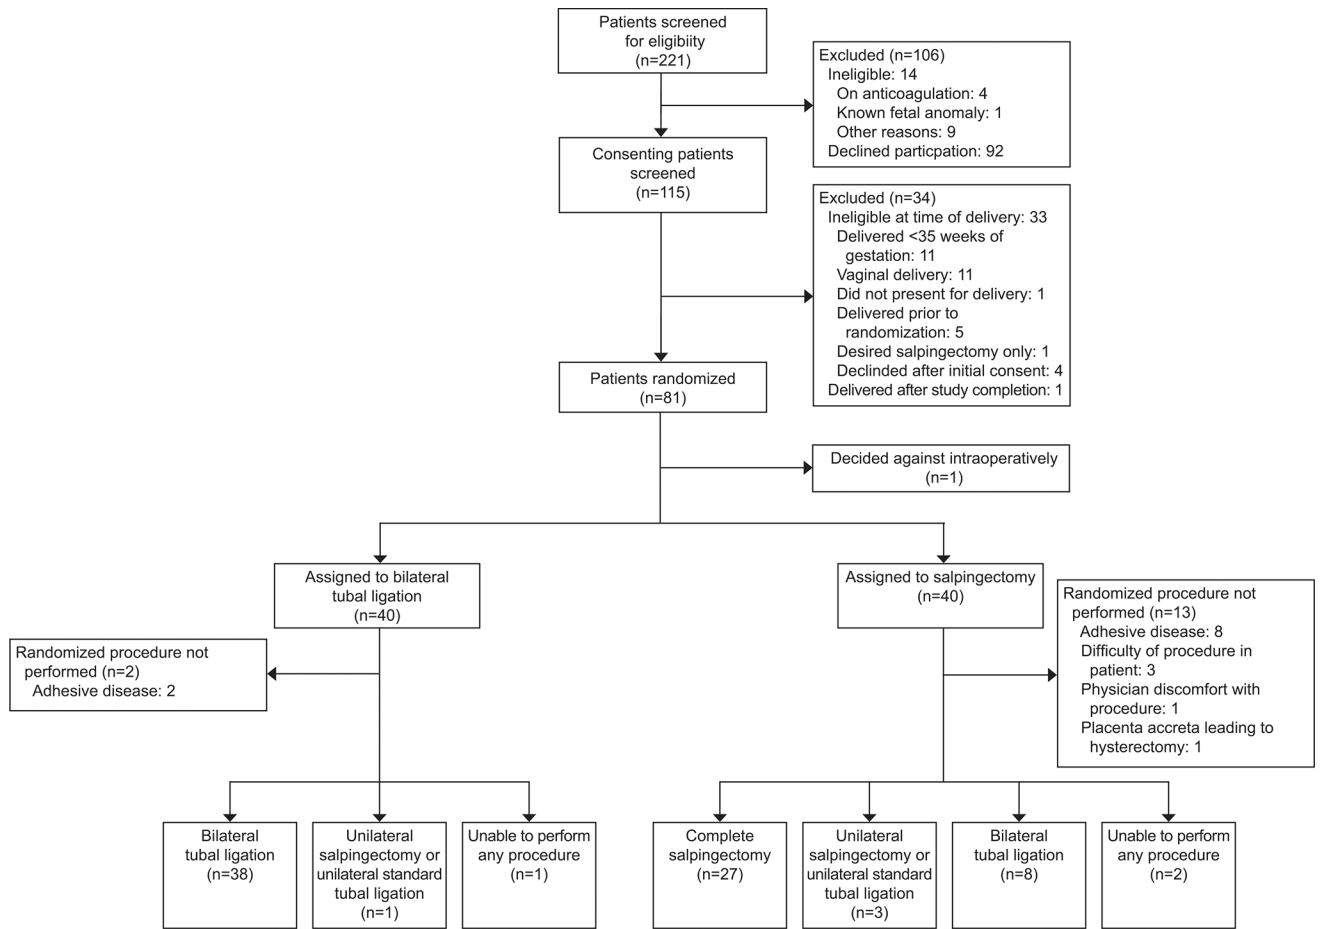 Patients screened
for eligibiity
(n=221)
Excluded (n=106)
Ineligible: 14
On anticoagulation: 4
Known fetal anomaly: 1
Other reasons: 9
Declined particpation: 92
Consenting patients
screened
(n=115)
Excluded (n=34)
Ineligible at time of delivery: 33
Delivered <35 weeks of
gestation: 11
Vaginal delivery: 11
Did not present for delivery: 1
Delivered prior to
randomization: 5
Desired salpingectomy only: 1
Declinded after initial consent: 4
Delivered after study completion: 1
Patients randomized
(n=81)
Decided against intraoperatively
(n=1)
Assigned to bilateral
tubal ligation
(n=40)
Assigned to salpingectomy
(n=40)
Randomized procedure not
performed (n=2)
Adhesive disease: 2
Randomized procedure not
performed (n=13)
Adhesive disease: 8
Difficulty of procedure in
patient: 3
Physician discomfort with
procedure: 1
Placenta accreta leading to
hysterectomy: 1
Bilateral
tubal ligation
(n=38)
Unilateral
salpingectomy or
unilateral standard
tubal ligation
(n=1)
Unable to perform
any procedure
(n=1)
Complete
salpingectomy
(n=27)
Unilateral
salpingectomy or
unilateral standard
tubal ligation
(n=3)
Bilateral
tubal ligation
(n=8)
Unable to perform
any procedure
(n=2)